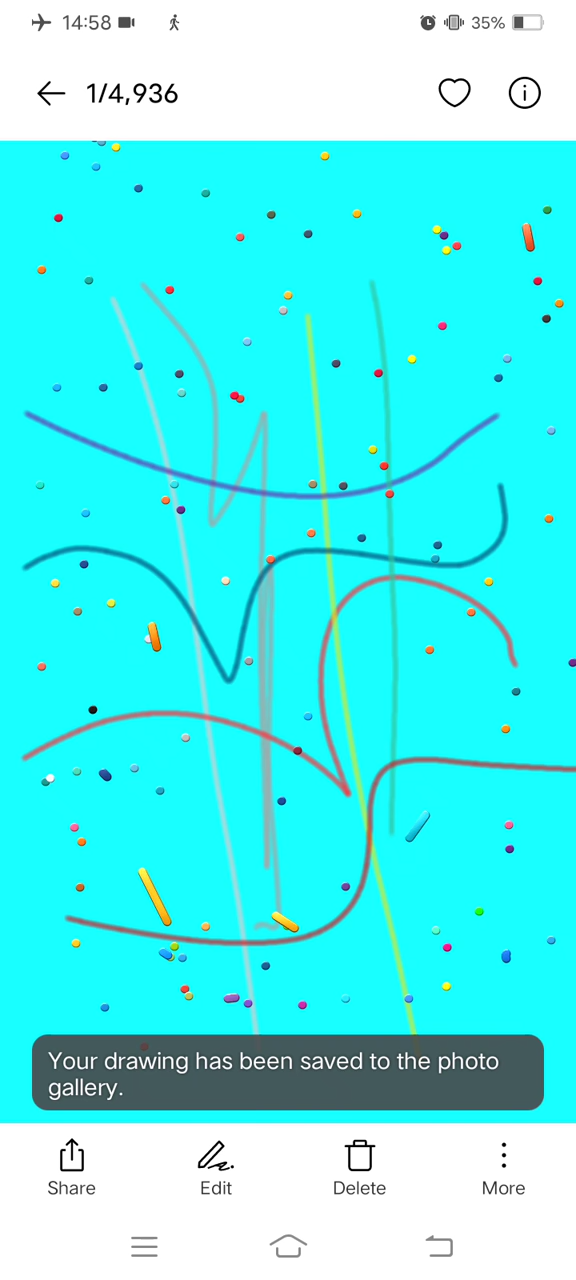 14:58
35%
1/4,936
Your drawing has been saved to the photo
gallery.
Share
Edit
Delete
More